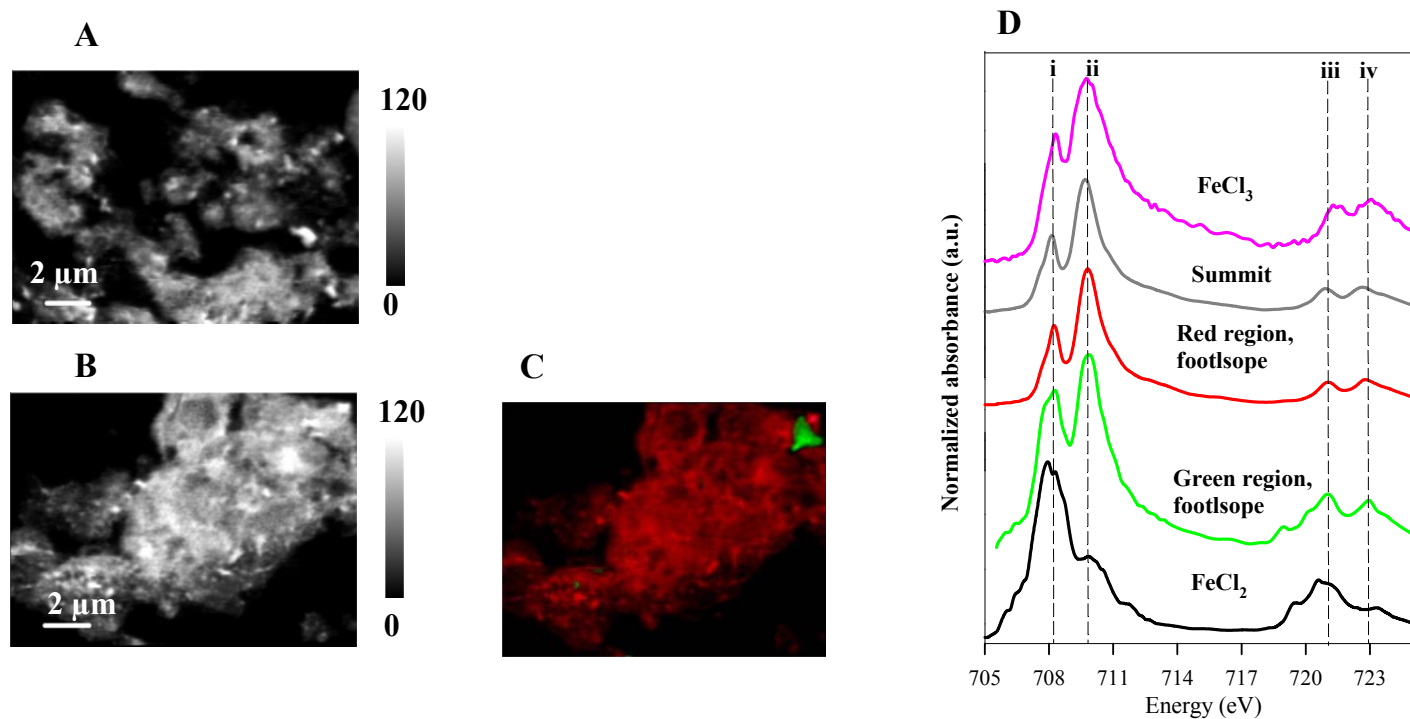 A
120
0
2 µm
B
120
0
2 µm
C
D
i
ii
iii
iv
FeCl3
Summit
Red region,
footlsope
Green region,
footlsope
FeCl2
Normalized absorbance (a.u.)
705
708
711
714
717
720
723
Energy (eV)